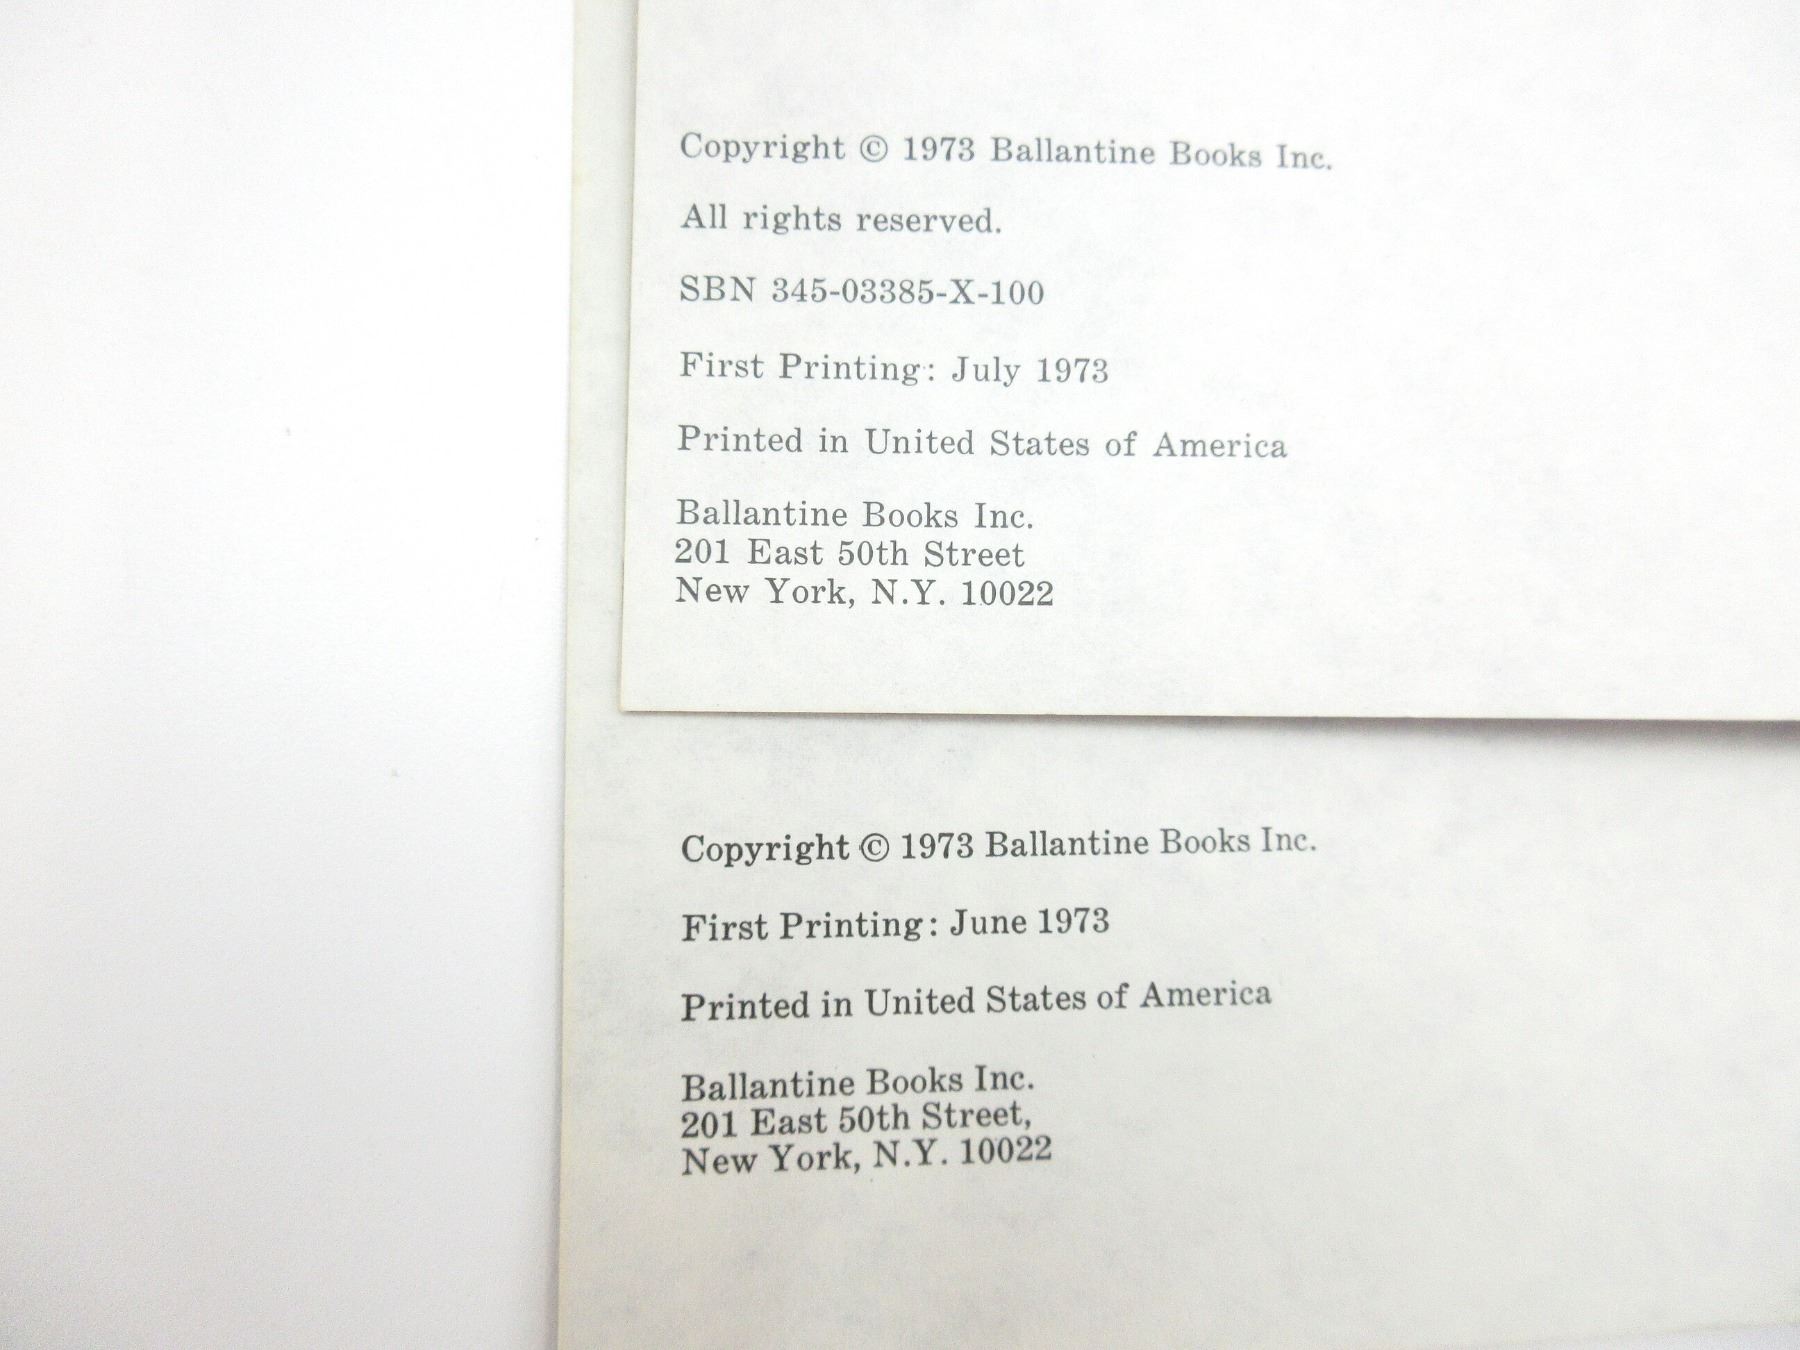 Copyright © 1973 Ballantine Books Inc.
All rights reserved.
SBN 345-03385-X-100
First Printing: July 1973
Printed in United States of America
Ballantine Books Inc.
201 East 50th Street
New York, N.Y. 10022
Copyright © 1973 Ballantine Books Inc.
First Printing: June 1973
Printed in United States of America
Ballantine Books Inc.
201 East 50th Street,
New York, N.Y. 10022